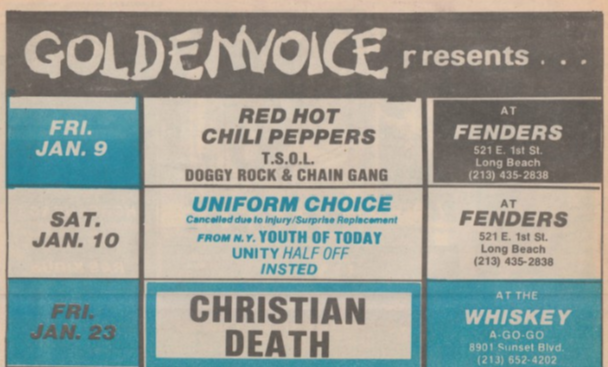 GOLDENVOICE presents . . .
FRI.
JAN. 9
RED HOT
CHILI PEPPERS
T.S.O.L.
DOGGY ROCK & CHAIN GANG
AT
FENDERS
521 E. 1st St.
Long Beach
(213) 435-2838
SAT.
JAN. 10
UNIFORM CHOICE
Cancelled due to injury/Surprise Replacement
FROM N.Y. YOUTH OF TODAY
UNITY HALF OFF
INSTED
AT
FENDERS
521 E. 1st St.
Long Beach
(213) 435-2838
FRI.
JAN. 23
CHRISTIAN
DEATH
AT THE
WHISKEY
A-GO-GO
8901 Sunset Blvd.
(213) 652-4202